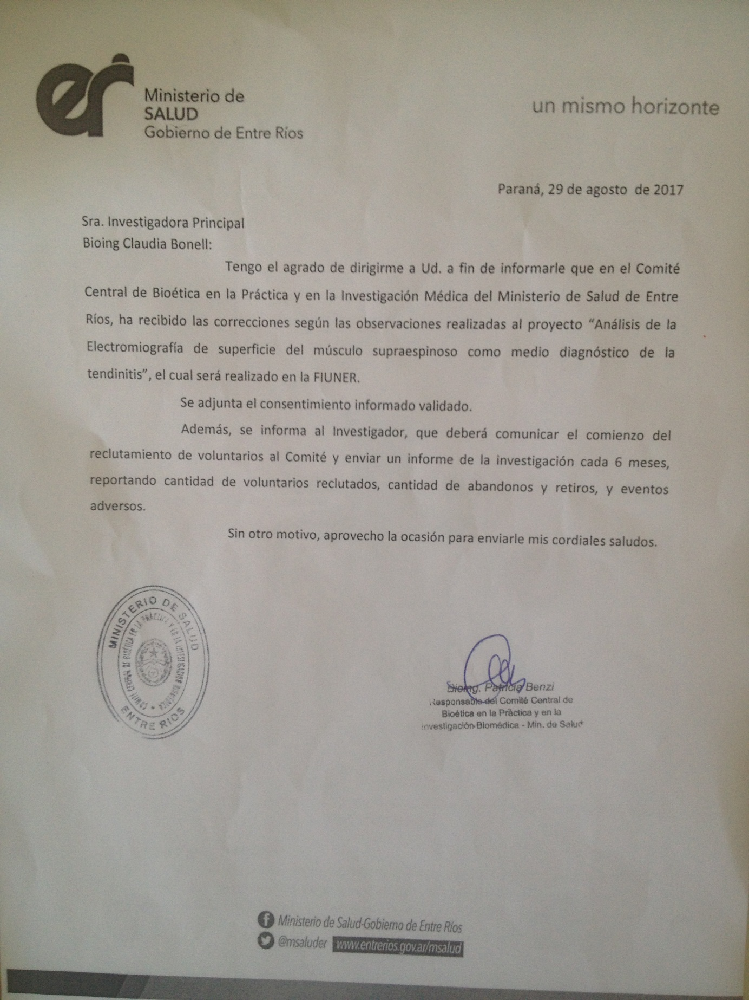 Ministerio de
SALUD
Gobierno de Entre Ríos
un mismo horizonte
Paraná, 29 de agosto de 2017
Sra. Investigadora Principal
Bioing Claudia Bonell:
Tengo el agrado de dirigirme a Ud. a fin de informarle que en el Comité
Central de Bioética en la Práctica y en la Investigación Médica del Ministerio de Salud de Entre
Ríos, ha recibido las correcciones según las observaciones realizadas al proyecto “Análisis de la
Electromiografía de superficie del músculo supraespinoso como medio diagnóstico de la
tendinitis”, el cual será realizado en la FIUNER.
Se adjunta el consentimiento informado validado.
Además, se informa al Investigador, que deberá comunicar el comienzo del
reclutamiento de voluntarios al Comité y enviar un informe de la investigación cada 6 meses,
reportando cantidad de voluntarios reclutados, cantidad de abandonos y retiros, y eventos
adversos.
Sin otro motivo, aprovecho la ocasión para enviarle mis cordiales saludos.
MINISTERIO DE SALUD
COMITÉ CENTRAL DE BIOÉTICA EN LA PRÁCTICA Y EN LA INVESTIGACIÓN BIOMÉDICA
ENTRE RIOS
Bioing. Patricia Benzi
Responsable del Comité Central de
Bioética en la Práctica y en la
Investigación Biomédica - Min. de Salud
Ministerio de Salud-Gobierno de Entre Ríos
@msaluder www.entrerios.gov.ar/msalud